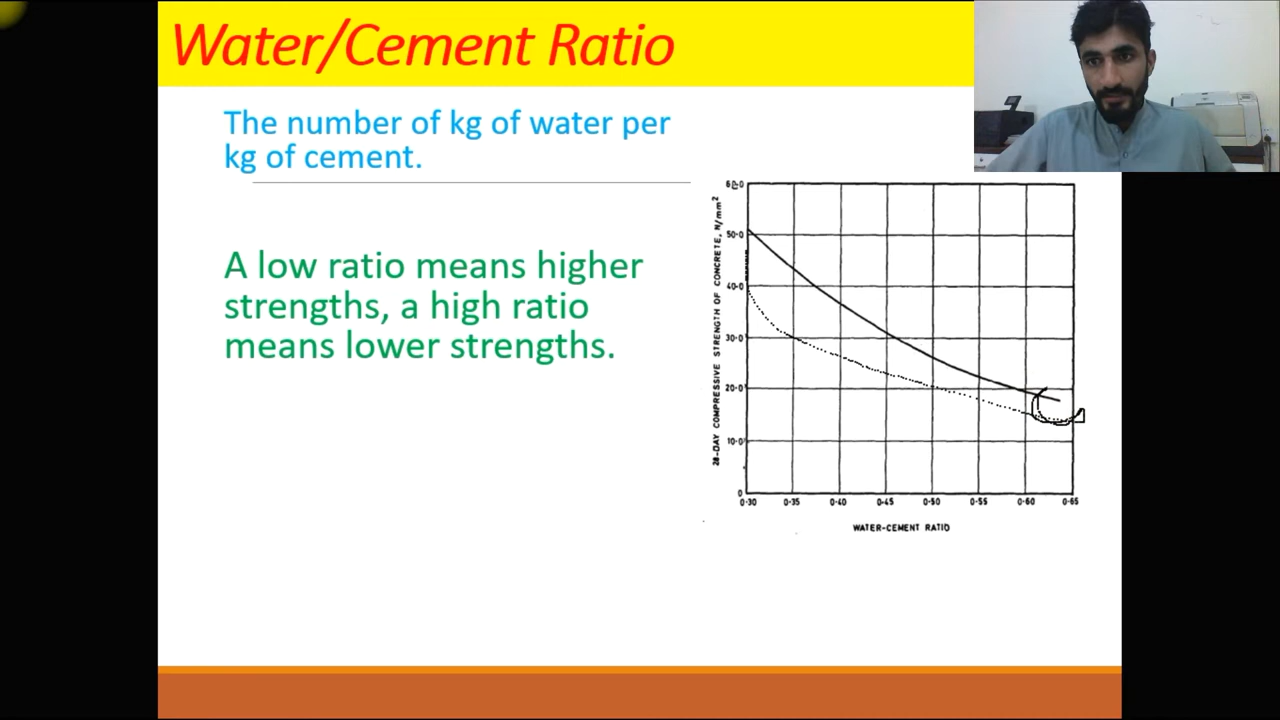 Water/Cement Ratio
The number of kg of water per
kg of cement.
A low ratio means higher
strengths, a high ratio
means lower strengths.
28-DAY COMPRESSIVE STRENGTH OF CONCRETE, N/mm²
50·0
40·0
30·0
20·0
10·0
0
0·30 0·35 0·40 0·45 0·50 0·55 0·60 0·65
WATER-CEMENT RATIO